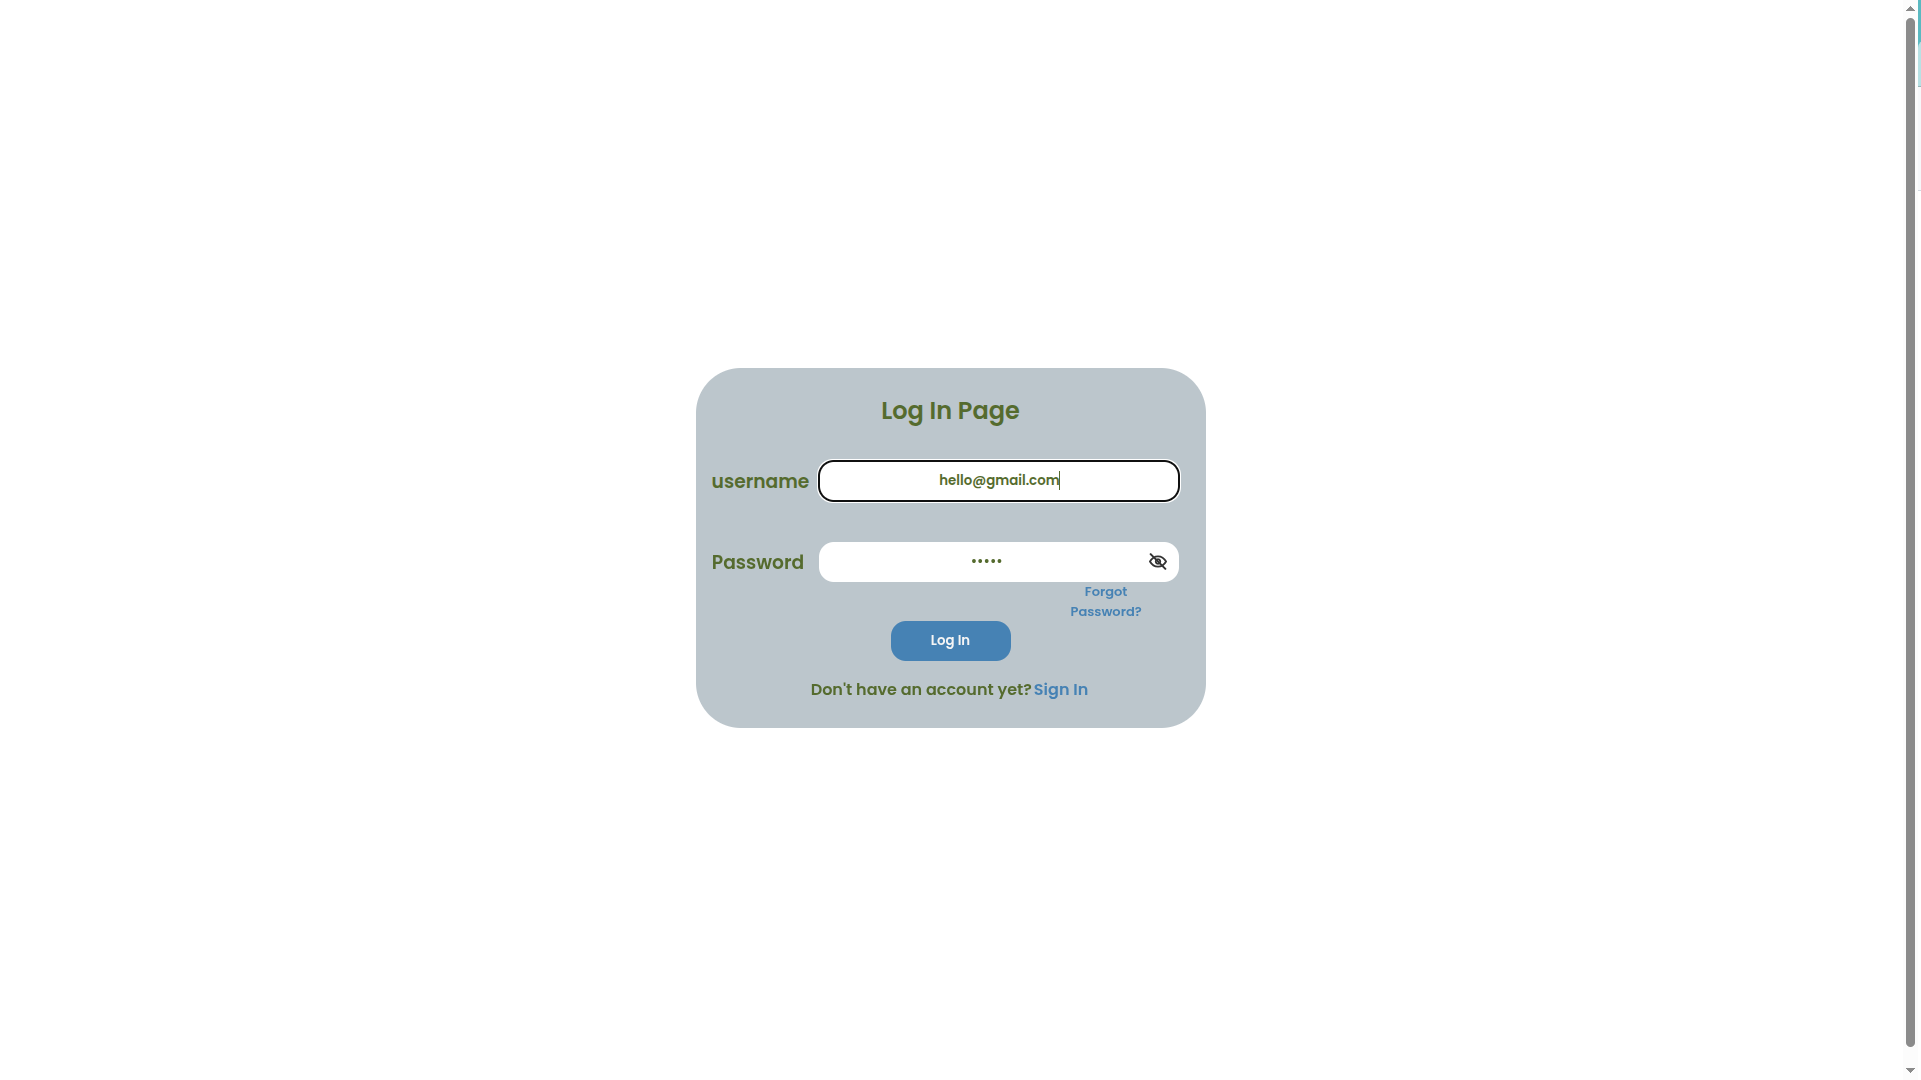 Log In Page
username hello@gmail.com
Password •••••
Forgot
Password?
Log In
Don't have an account yet? Sign In